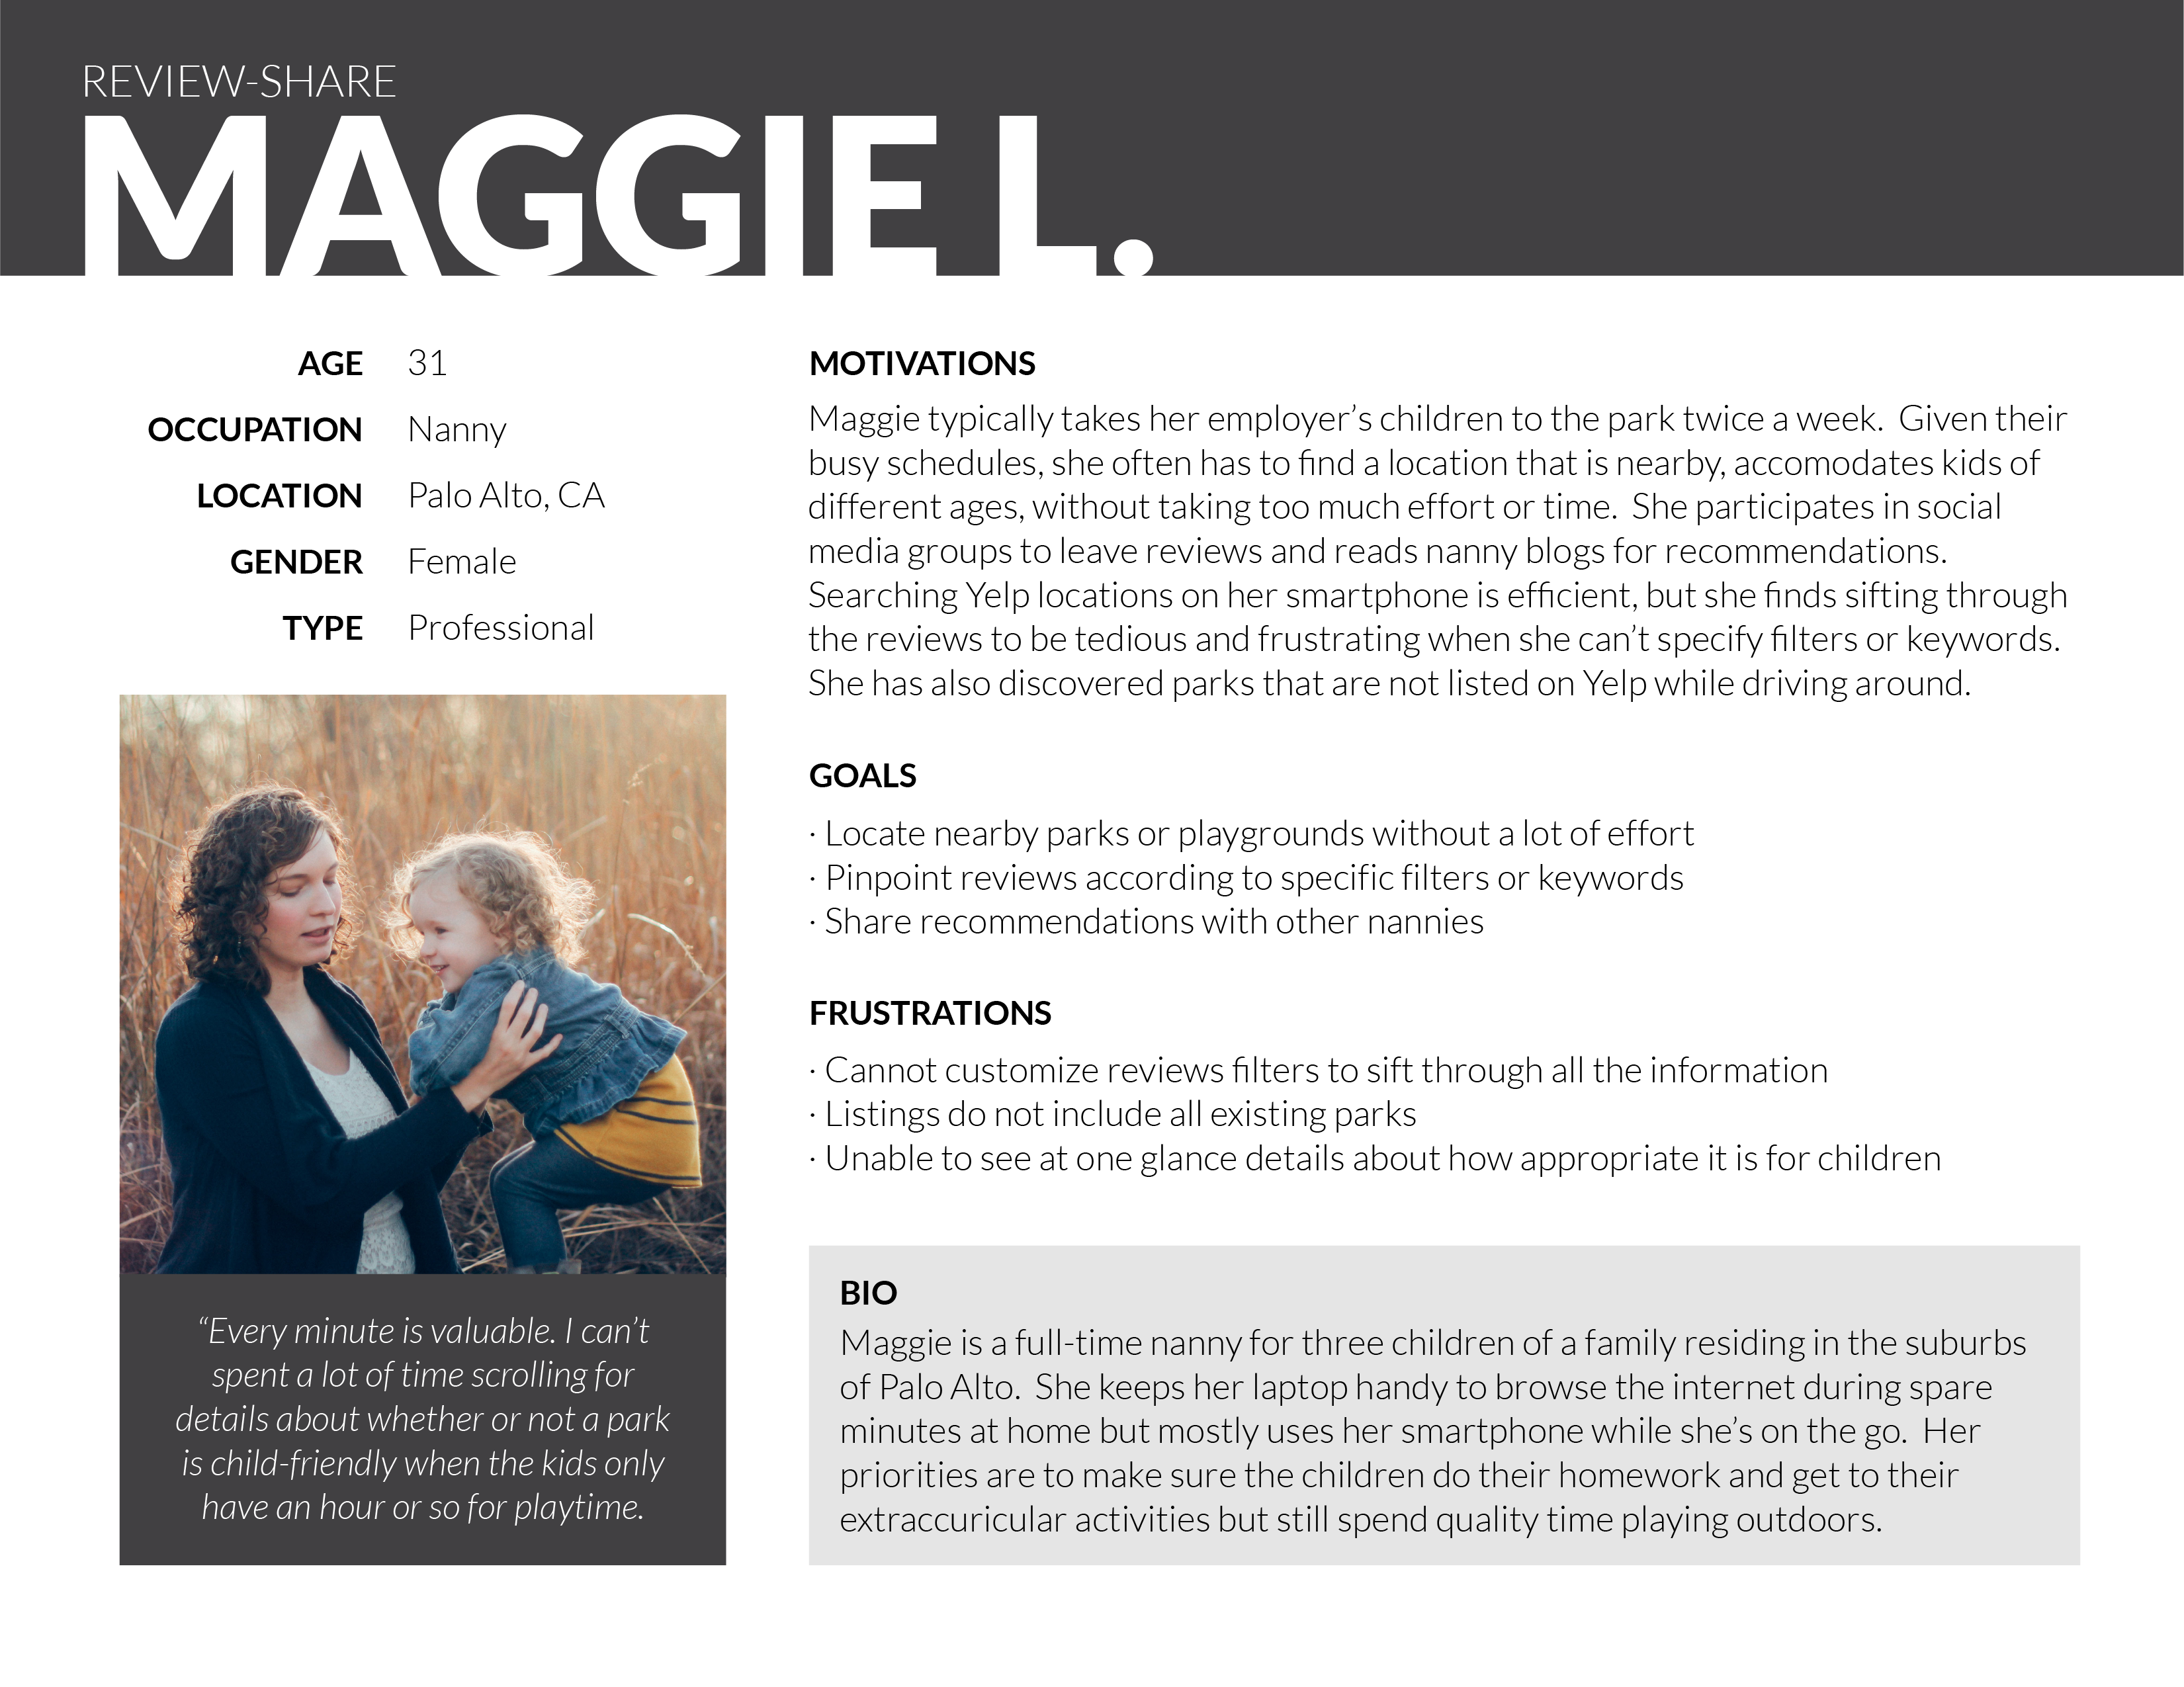 REVIEW-SHARE
MAGGIE L.
AGE 31
OCCUPATION Nanny
LOCATION Palo Alto, CA
GENDER Female
TYPE Professional
“Every minute is valuable. I can’t
spent a lot of time scrolling for
details about whether or not a park
is child-friendly when the kids only
have an hour or so for playtime.
MOTIVATIONS
Maggie typically takes her employer’s children to the park twice a week.  Given their
busy schedules, she often has to find a location that is nearby, accomodates kids of
different ages, without taking too much effort or time.  She participates in social
media groups to leave reviews and reads nanny blogs for recommendations.
Searching Yelp locations on her smartphone is efficient, but she finds sifting through
the reviews to be tedious and frustrating when she can’t specify filters or keywords.
She has also discovered parks that are not listed on Yelp while driving around.
GOALS
· Locate nearby parks or playgrounds without a lot of effort
· Pinpoint reviews according to specific filters or keywords
· Share recommendations with other nannies
FRUSTRATIONS
· Cannot customize reviews filters to sift through all the information
· Listings do not include all existing parks
· Unable to see at one glance details about how appropriate it is for children
BIO
Maggie is a full-time nanny for three children of a family residing in the suburbs
of Palo Alto.  She keeps her laptop handy to browse the internet during spare
minutes at home but mostly uses her smartphone while she’s on the go.  Her
priorities are to make sure the children do their homework and get to their
extraccuricular activities but still spend quality time playing outdoors.